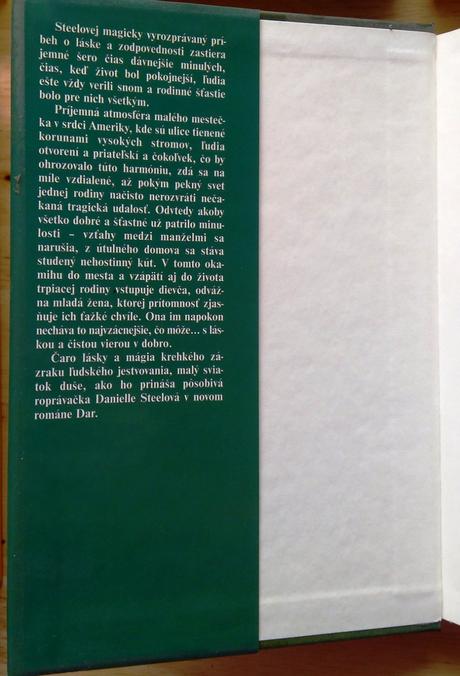 Steelovej magicky vyrozprávaný prí-
beh o láske a zodpovednosti zastiera
jemné šero čias dávnejšie minulých,
čias, keď život bol pokojnejší, ľudia
ešte vždy verili snom a rodinné šťastie
bolo pre nich všetkým.
Príjemná atmosféra malého mesteč-
ka v srdci Ameriky, kde sú ulice tienené
korunami vysokých stromov, ľudia
otvorení a priateľskí a čokoľvek, čo by
ohrozovalo túto harmóniu, zdá sa na
míle vzdialené, až pokým pekný svet
jednej rodiny načisto nerozvráti neča-
kaná tragická udalosť. Odvtedy akoby
všetko dobré a šťastné už patrilo minu-
losti – vzťahy medzi manželmi sa
narušia, z útulného domova sa stáva
studený nehostinný kút. V tomto oka-
mihu do mesta a vzápätí aj do života
trpiacej rodiny vstupuje dievča, odváž-
na mladá žena, ktorej prítomnosť zjas-
ňuje ich ťažké chvíle. Ona im napokon
necháva to najvzácnejšie, čo môže... s lás-
kou a čistou vierou v dobro.
Čaro lásky a mágia krehkého zá-
zraku ľudského jestvovania, malý svia-
tok duše, ako ho prináša pôsobivá
roprávačka Danielle Steelová v novom
románe Dar.